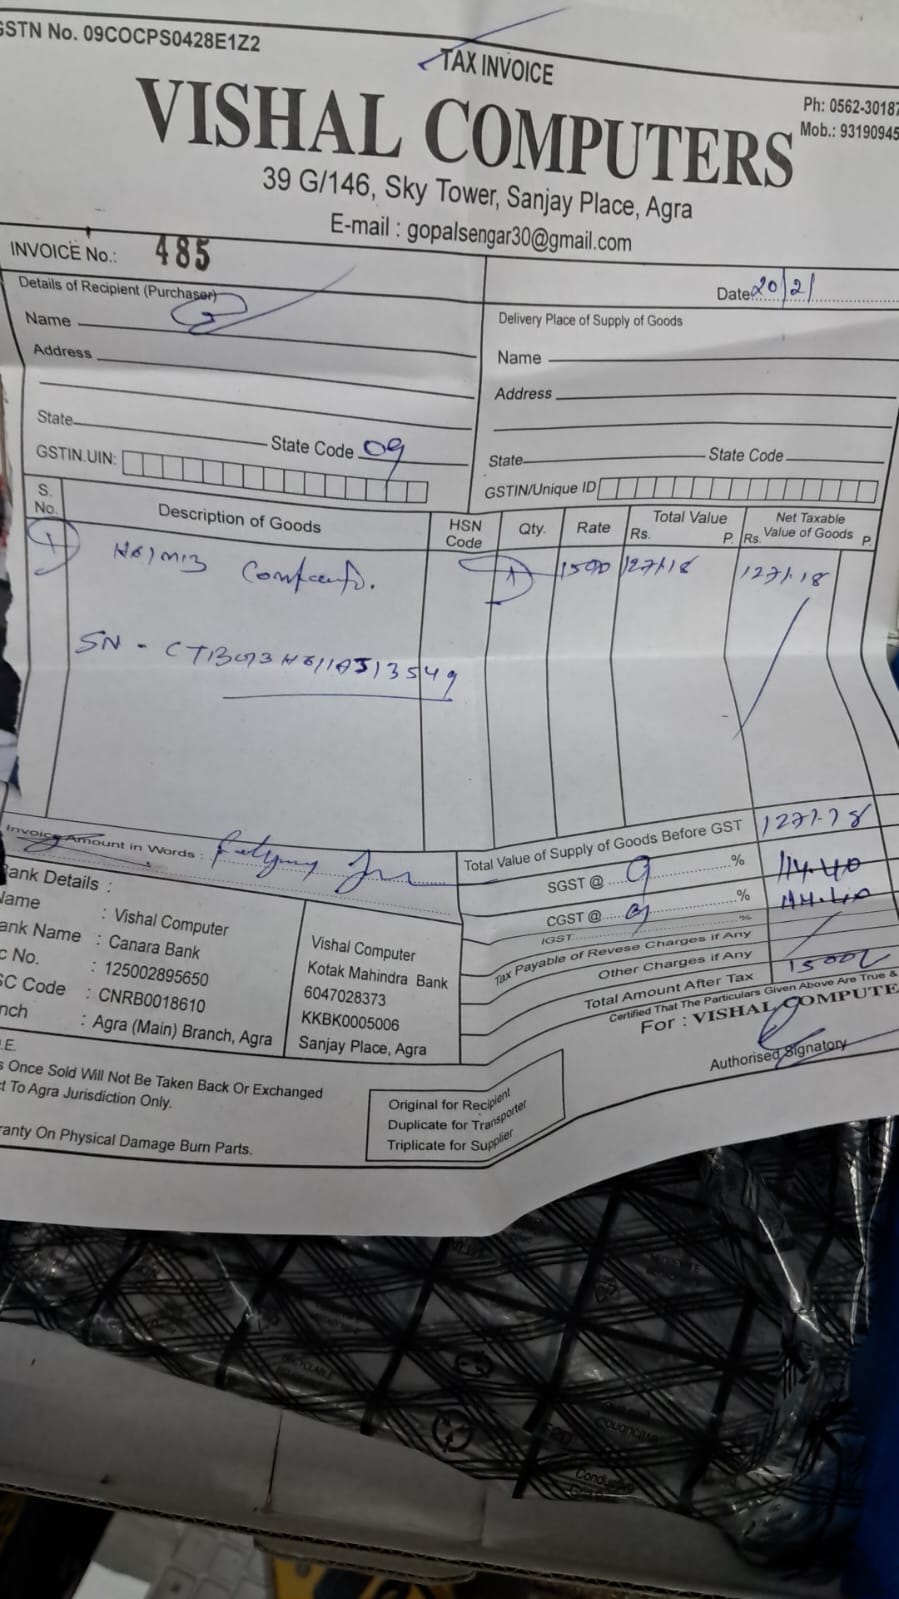 GSTN No. 09COCPS0428E1Z2
TAX INVOICE
Ph: 0562-30187
VISHAL COMPUTERS
Mob.: 93190945
39 G/146, Sky Tower, Sanjay Place, Agra
E-mail : gopalsengar30@gmail.com
INVOICE No.: 485
Date 20/2/
Details of Recipient (Purchaser)
Name
Address
State State Code 09
GSTIN.UIN:
Delivery Place of Supply of Goods
Name
Address
State State Code
GSTIN/Unique ID
S. No. Description of Goods HSN Code Qty. Rate Total Value Rs. P. Net Taxable Value of Goods Rs. P.
1 1 1500 1271.18 1271.18
SN -
Invoice Amount in Words :
Total Value of Supply of Goods Before GST 1271.18
SGST @ 9 % 114.40
CGST @ 9 % 114.40
IGST %
Tax Payable of Revese Charges if Any
Other Charges if Any
Total Amount After Tax 1500
Certified That The Particulars Given Above Are True &
For : VISHAL COMPUTE
Authorised Signatory
Bank Details :
Name : Vishal Computer
Bank Name : Canara Bank
c No. : 125002895650
SC Code : CNRB0018610
nch : Agra (Main) Branch, Agra
Vishal Computer
Kotak Mahindra Bank
6047028373
KKBK0005006
Sanjay Place, Agra
.E.
s Once Sold Will Not Be Taken Back Or Exchanged
ct To Agra Jurisdiction Only.
ranty On Physical Damage Burn Parts.
Original for Recipient
Duplicate for Transporter
Triplicate for Supplier